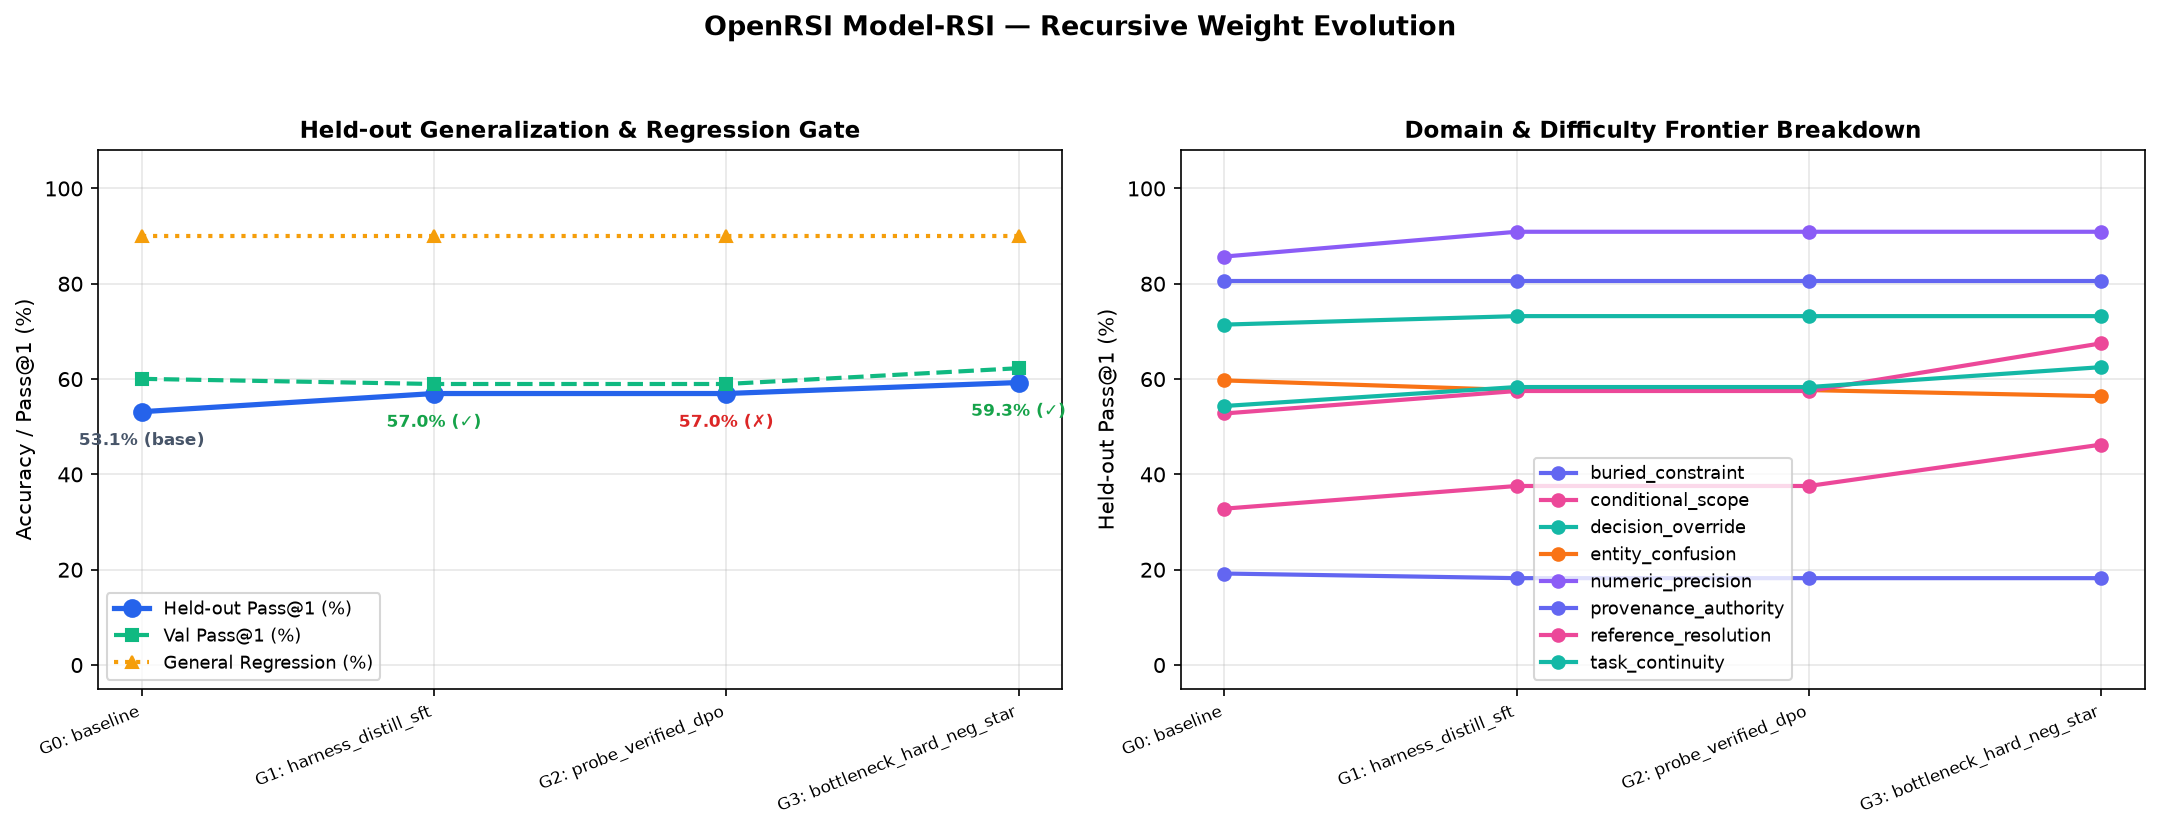 OpenRSI Model-RSI — Recursive Weight Evolution
Held-out Generalization & Regression Gate
Accuracy / Pass@1 (%)
100
80
60
40
20
0
53.1% (base)
57.0% (✓)
57.0% (✗)
59.3% (✓)
Held-out Pass@1 (%)
Val Pass@1 (%)
General Regression (%)
G0: baseline
G1: harness_distill_sft
G2: probe_verified_dpo
G3: bottleneck_hard_neg_star
Domain & Difficulty Frontier Breakdown
Held-out Pass@1 (%)
100
80
60
40
20
0
buried_constraint
conditional_scope
decision_override
entity_confusion
numeric_precision
provenance_authority
reference_resolution
task_continuity
G0: baseline
G1: harness_distill_sft
G2: probe_verified_dpo
G3: bottleneck_hard_neg_star